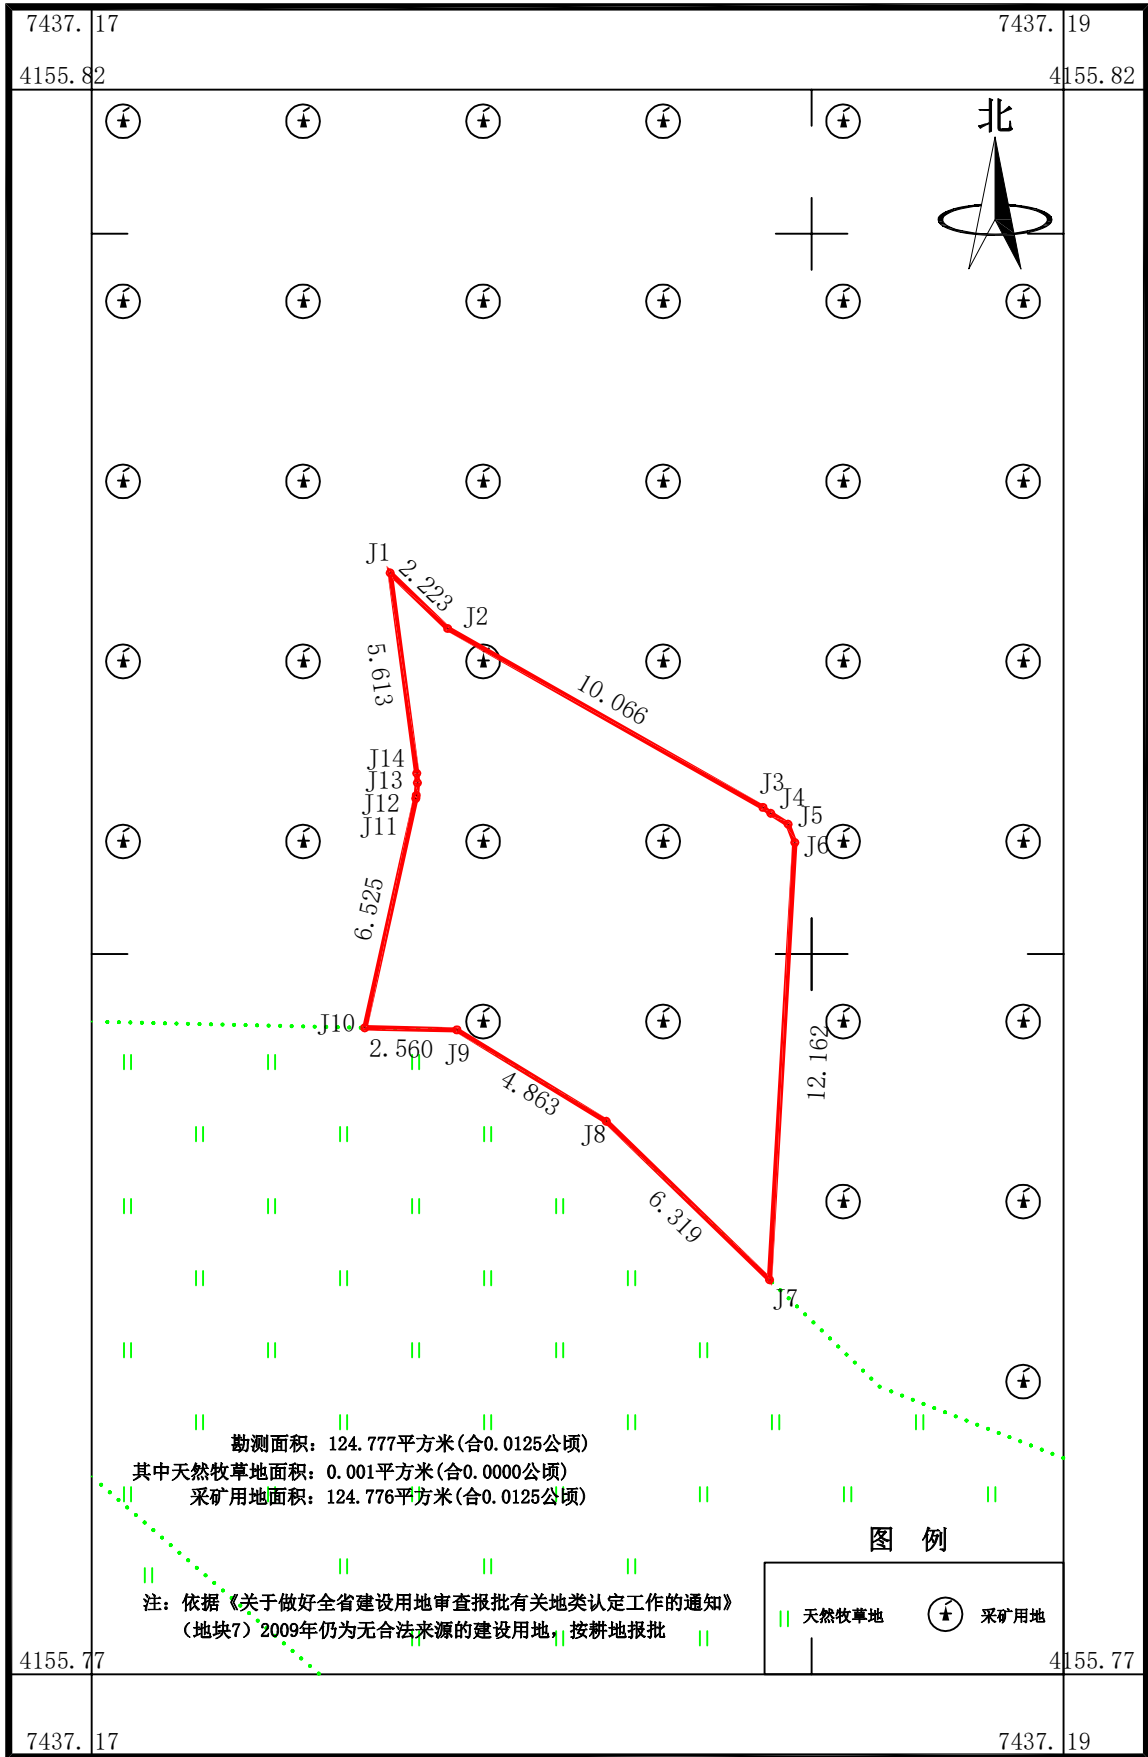 7437.17
7437.19
4155.82
4155.82
北
J1
2.223
J2
5.613
10.066
J14
J13
J12
J11
J3
J4
J5
J6
6.525
J10
2.560
J9
12.162
4.863
J8
6.319
J7
勘测面积：124.777平方米(合0.0125公顷)
其中天然牧草地面积：0.001平方米(合0.0000公顷)
采矿用地面积：124.776平方米(合0.0125公顷)
图 例
天然牧草地
采矿用地
注：依据《关于做好全省建设用地审查报批有关地类认定工作的通知》
（地块7）2009年仍为无合法来源的建设用地，按耕地报批
4155.77
4155.77
7437.17
7437.19